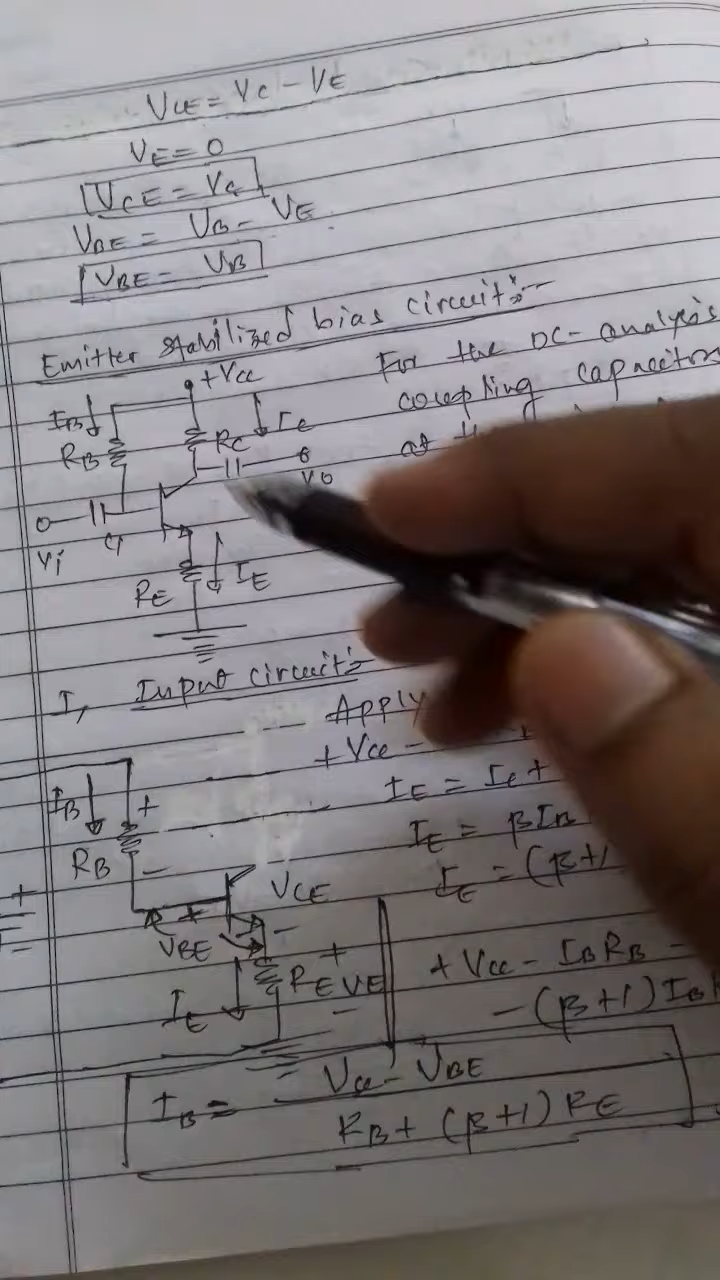 VCE = VC - VE
VE = 0
VCE = VC
VBE = VB - VE
VBE = VB
Emitter stabilized bias circuit:-
For the DC- analysis
coupling capacitors
at the
+Vcc
IB
RB
RC
IC
Vo
Vi
C1
RE
IE
I, Input circuit:-
Apply
+Vcc -
IE = IC +
IE = βIB
IE = (β+1
IB
+
RB
-
VCE
+
VBE
-
+
RE VE
-
IE
+
-
+Vcc - IBRB -
- (β+1) IB
IB = Vcc - VBE
RB + (β+1) RE